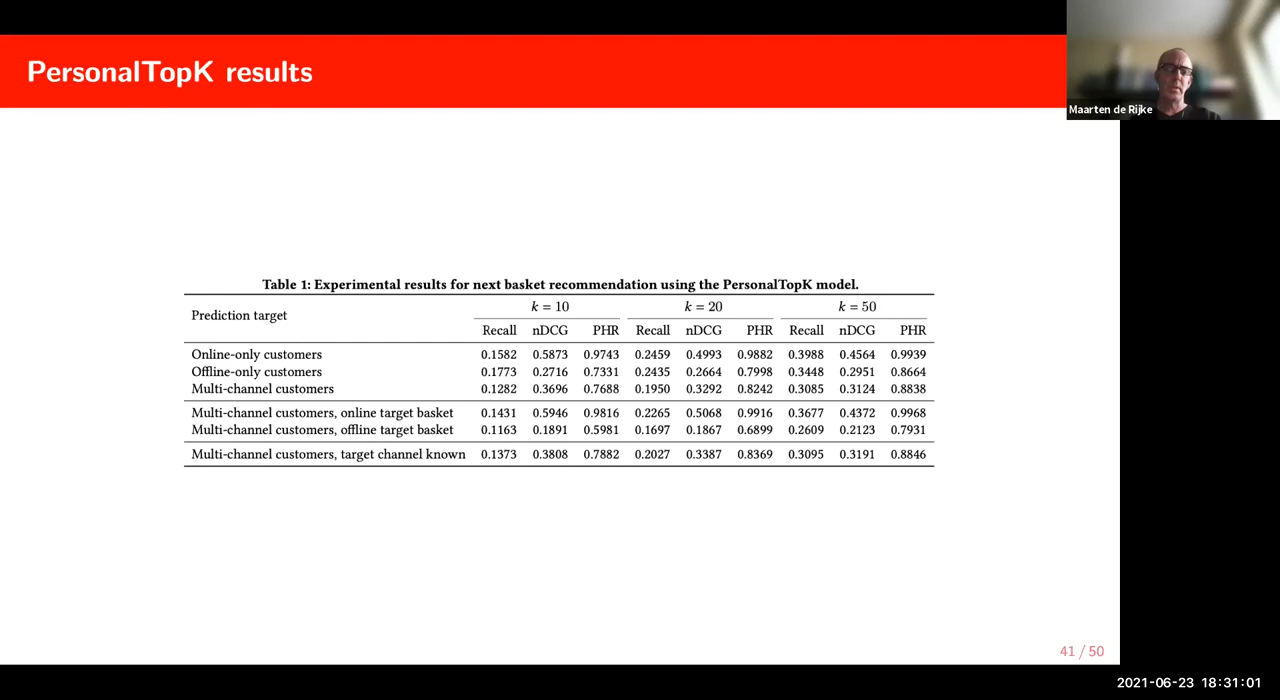 PersonalTopK results
Maarten de Rijke
Table 1: Experimental results for next basket recommendation using the PersonalTopK model.
Prediction target k = 10 k = 20 k = 50
Recall nDCG PHR Recall nDCG PHR Recall nDCG PHR
Online-only customers 0.1582 0.5873 0.9743 0.2459 0.4993 0.9882 0.3988 0.4564 0.9939
Offline-only customers 0.1773 0.2716 0.7331 0.2435 0.2664 0.7998 0.3448 0.2951 0.8664
Multi-channel customers 0.1282 0.3696 0.7688 0.1950 0.3292 0.8242 0.3085 0.3124 0.8838
Multi-channel customers, online target basket 0.1431 0.5946 0.9816 0.2265 0.5068 0.9916 0.3677 0.4372 0.9968
Multi-channel customers, offline target basket 0.1163 0.1891 0.5981 0.1697 0.1867 0.6899 0.2609 0.2123 0.7931
Multi-channel customers, target channel known 0.1373 0.3808 0.7882 0.2027 0.3387 0.8369 0.3095 0.3191 0.8846
41 / 50
2021-06-23 18:31:01